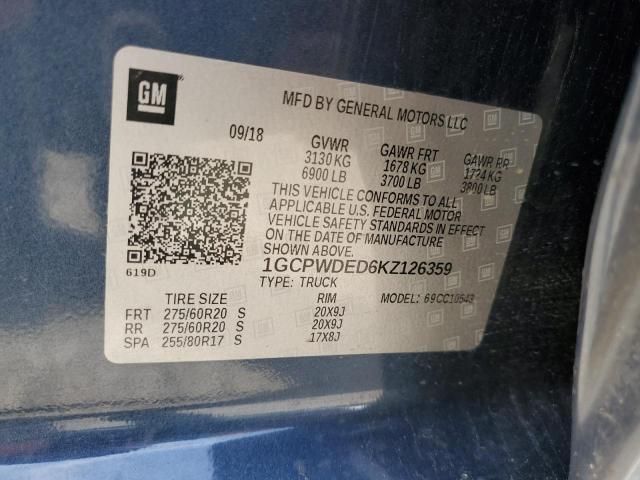 GM
MFD BY GENERAL MOTORS LLC
09/18 GVWR GAWR FRT GAWR RR
3130 KG 1678 KG 1724 KG
6900 LB 3700 LB 3800 LB
THIS VEHICLE CONFORMS TO ALL
APPLICABLE U.S. FEDERAL MOTOR
VEHICLE SAFETY STANDARDS IN EFFECT
ON THE DATE OF MANUFACTURE
SHOWN ABOVE.
619D 1GCPWDED6KZ126359
TYPE: TRUCK MODEL: 69CC10543
TIRE SIZE RIM
FRT 275/60R20 S 20X9J
RR 275/60R20 S 20X9J
SPA 255/80R17 S 17X8J